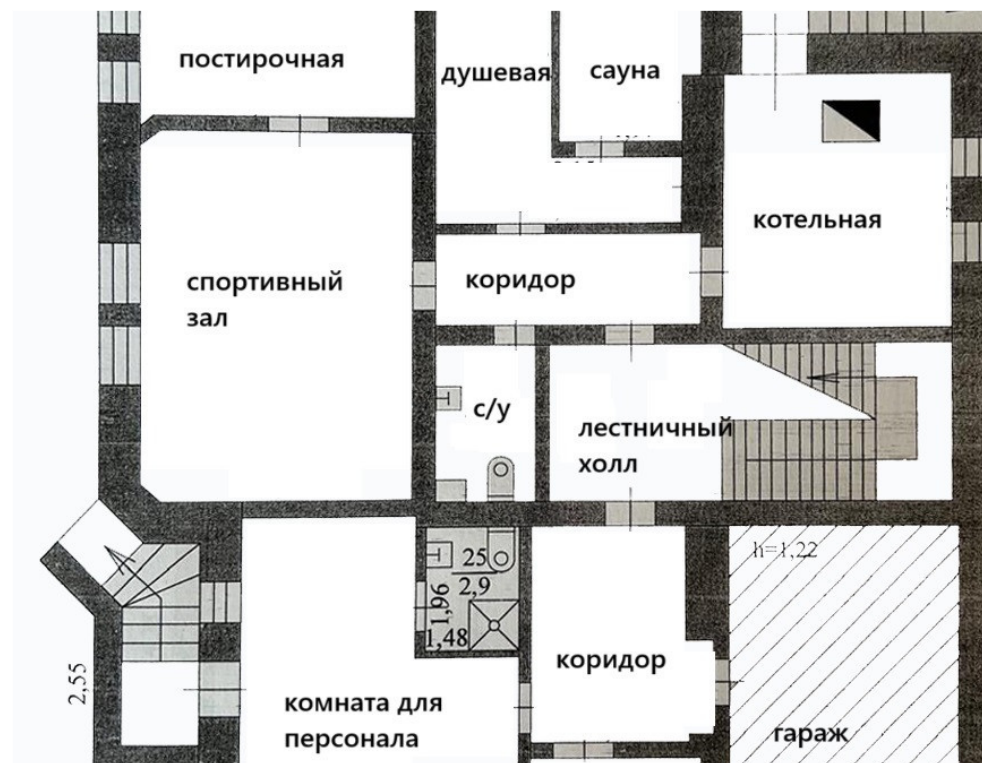 постирочная
душевая
сауна
котельная
спортивный
зал
коридор
с/у
лестничный
холл
h=1,22
25
2,9
1,96
1,48
коридор
2,55
комната для
персонала
гараж